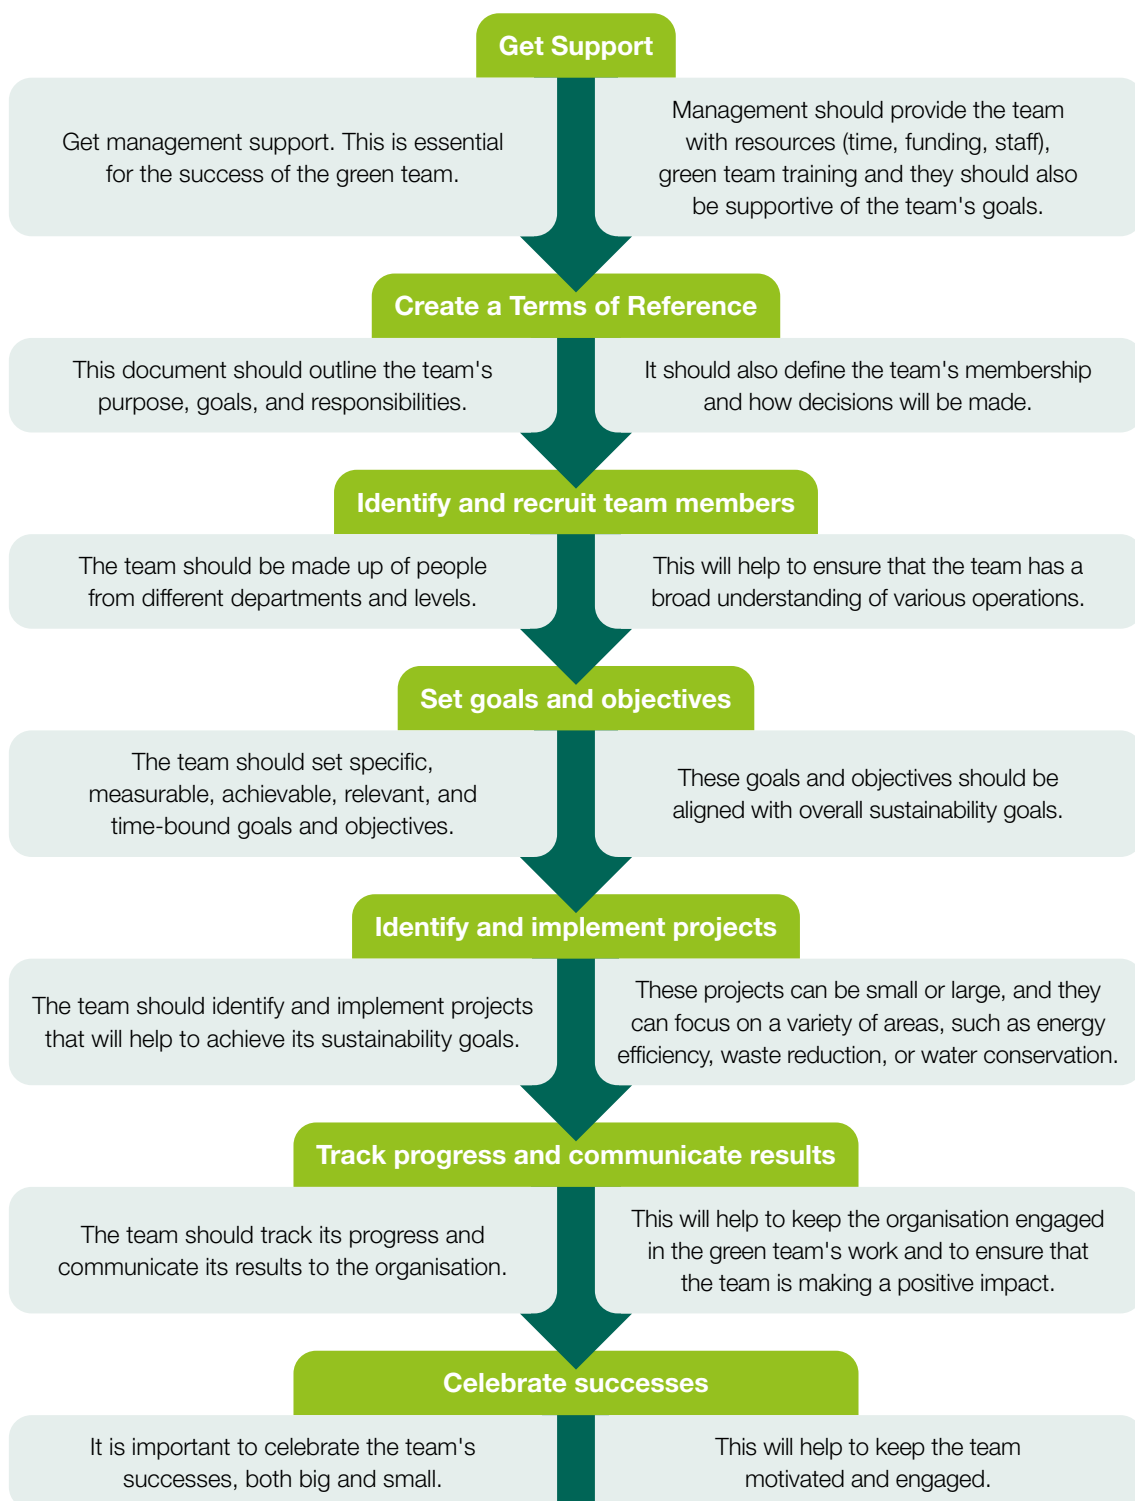 Get Support
Get management support. This is essential
for the success of the green team.
Management should provide the team
with resources (time, funding, staff),
green team training and they should also
be supportive of the team's goals.
Create a Terms of Reference
This document should outline the team's
purpose, goals, and responsibilities.
It should also define the team's membership
and how decisions will be made.
Identify and recruit team members
The team should be made up of people
from different departments and levels.
This will help to ensure that the team has a
broad understanding of various operations.
Set goals and objectives
The team should set specific,
measurable, achievable, relevant, and
time-bound goals and objectives.
These goals and objectives should be
aligned with overall sustainability goals.
Identify and implement projects
The team should identify and implement projects
that will help to achieve its sustainability goals.
These projects can be small or large, and they
can focus on a variety of areas, such as energy
efficiency, waste reduction, or water conservation.
Track progress and communicate results
The team should track its progress and
communicate its results to the organisation.
This will help to keep the organisation engaged
in the green team's work and to ensure that
the team is making a positive impact.
Celebrate successes
It is important to celebrate the team's
successes, both big and small.
This will help to keep the team
motivated and engaged.